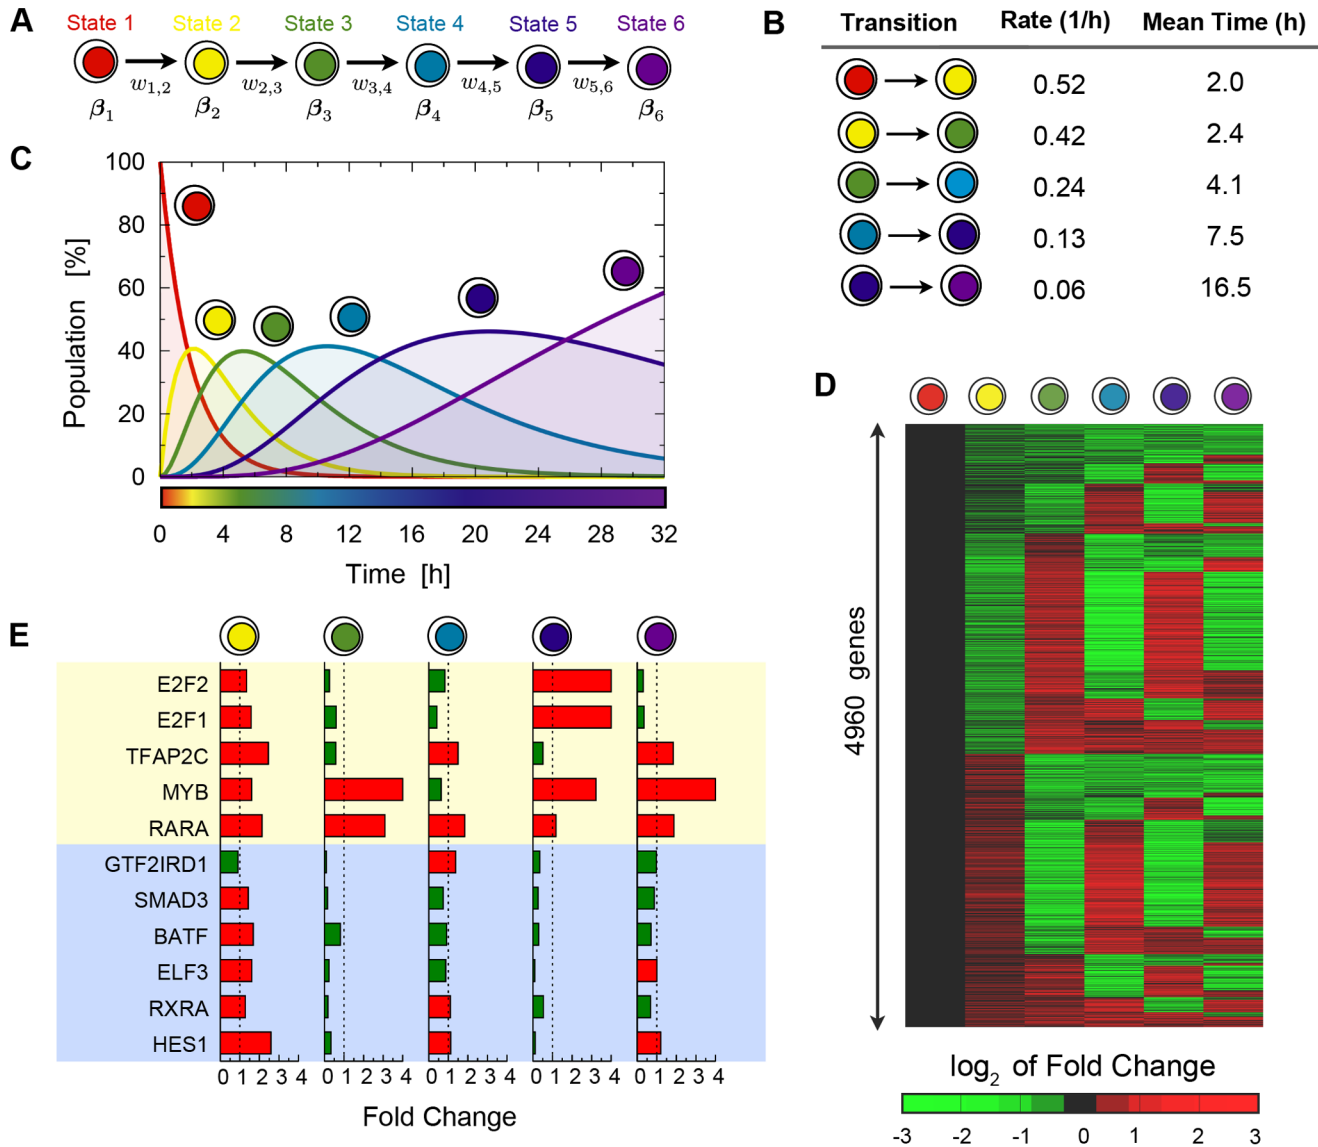 A
State 1 State 2 State 3 State 4 State 5 State 6
w1,2 w2,3 w3,4 w4,5 w5,6
β1 β2 β3 β4 β5 β6
B
Transition Rate (1/h) Mean Time (h)
0.52 2.0
0.42 2.4
0.24 4.1
0.13 7.5
0.06 16.5
C
100
80
60
40
20
0
Population [%]
0 4 8 12 16 20 24 28 32
Time [h]
D
4960 genes
log2 of Fold Change
-3 -2 -1 0 1 2 3
E
E2F2
E2F1
TFAP2C
MYB
RARA
GTF2IRD1
SMAD3
BATF
ELF3
RXRA
HES1
0 1 2 3 4 0 1 2 3 4 0 1 2 3 4 0 1 2 3 4 0 1 2 3 4
Fold Change